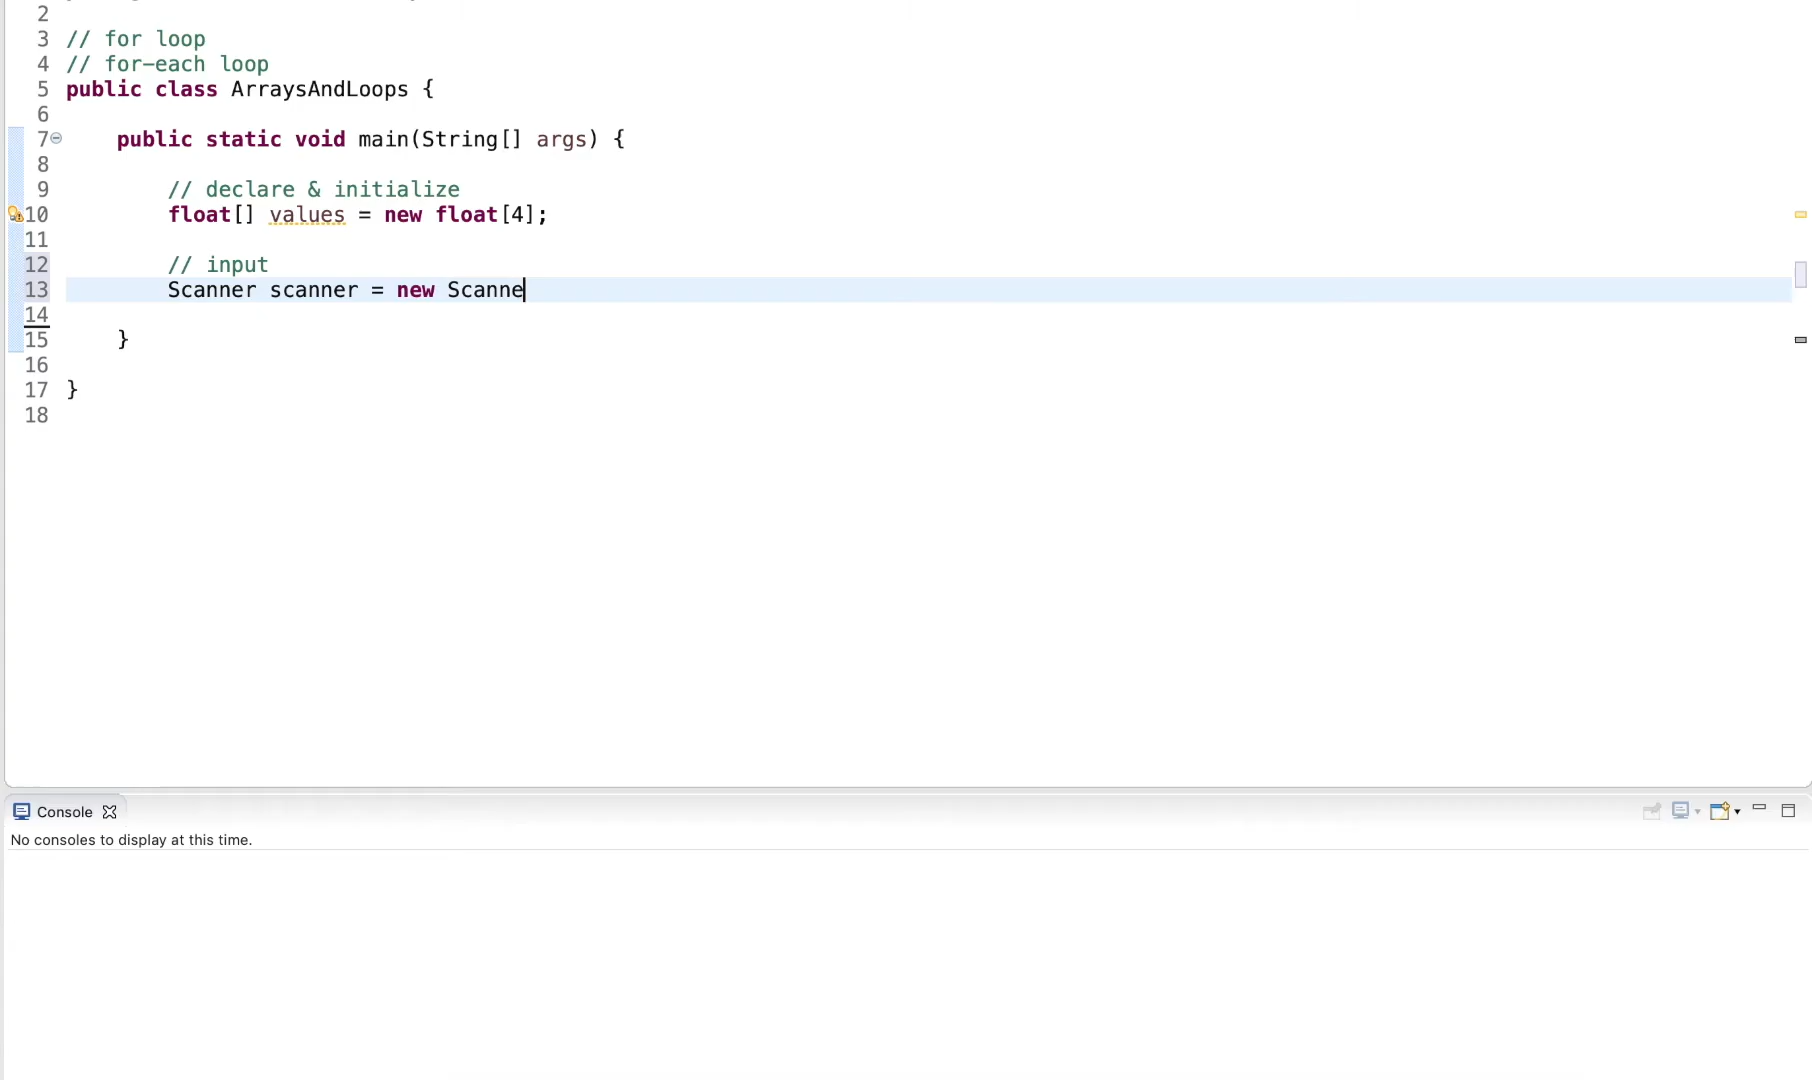 2
3 // for loop
4 // for-each loop
5 public class ArraysAndLoops {
6
7 public static void main(String[] args) {
8
9 // declare & initialize
10 float[] values = new float[4];
11
12 // input
13 Scanner scanner = new Scanne
14
15 }
16
17 }
18
Console
No consoles to display at this time.